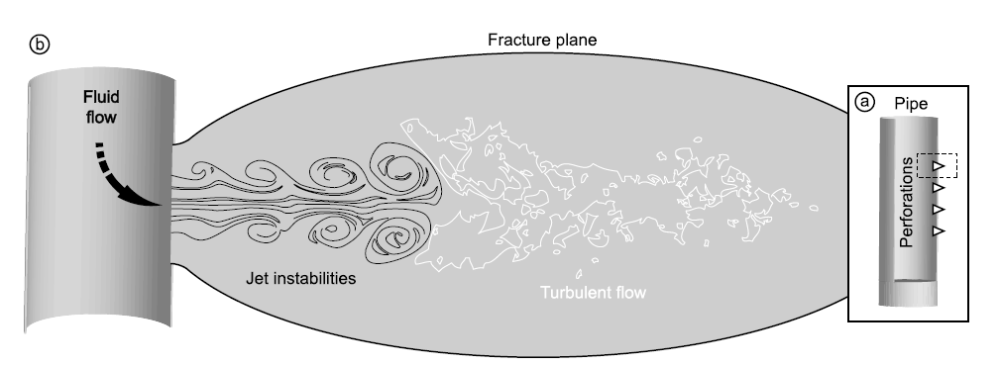 ⓑ
Fracture plane
Fluid
flow
Jet instabilities
Turbulent flow
ⓐ Pipe
Perforations